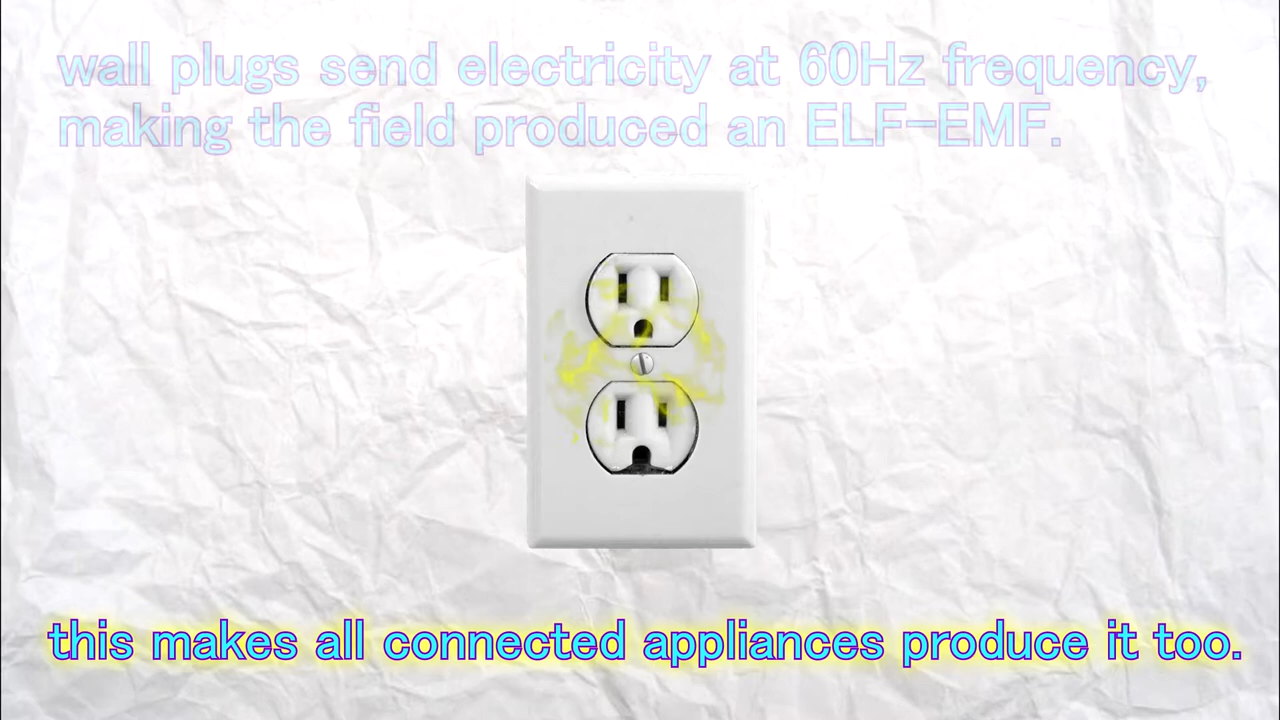 wall plugs send electricity at 60Hz frequency,
making the field produced an ELF-EMF.
this makes all connected appliances produce it too.